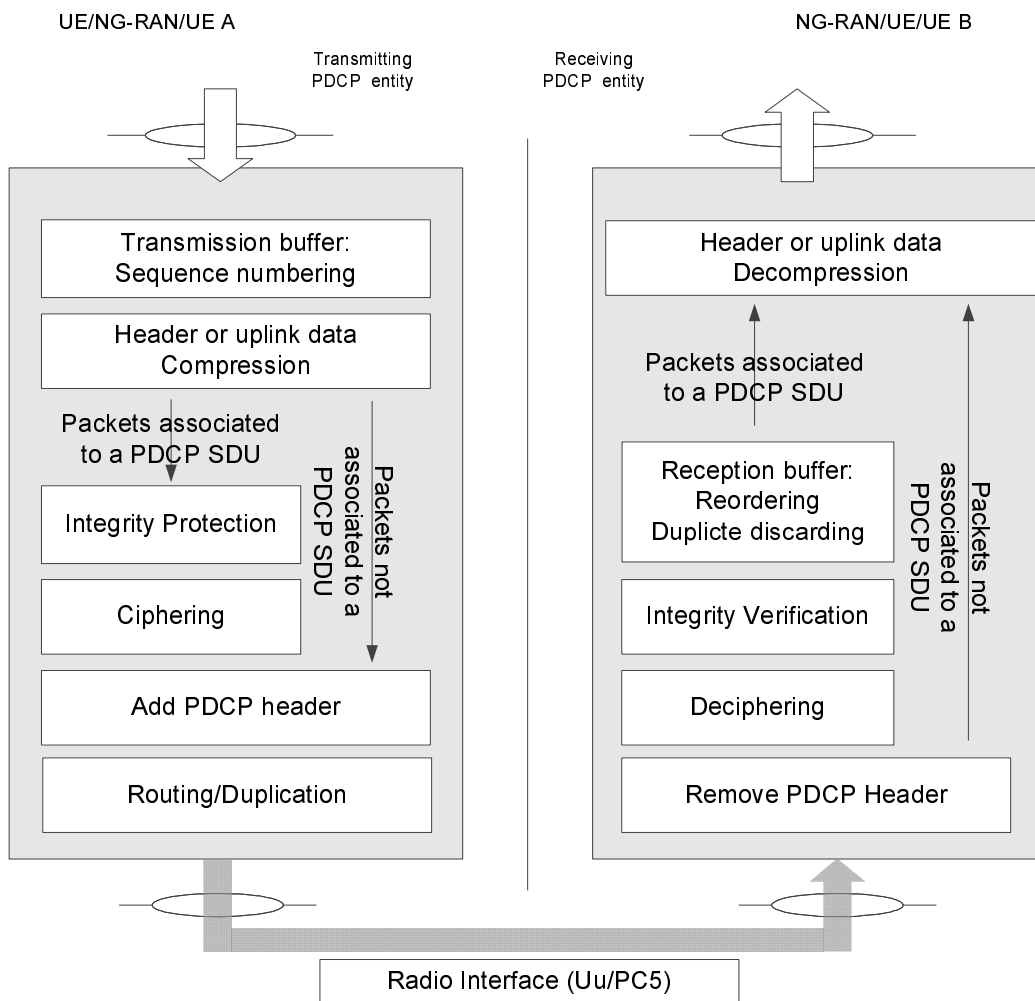 UE/NG-RAN/UE A
NG-RAN/UE/UE B
Transmitting
PDCP entity
Receiving
PDCP entity
Transmission buffer:
Sequence numbering
Header or uplink data
Compression
Packets associated
to a PDCP SDU
Packets not
associated to a
PDCP SDU
Integrity Protection
Ciphering
Add PDCP header
Routing/Duplication
Header or uplink data
Decompression
Packets associated
to a PDCP SDU
Reception buffer:
Reordering
Duplicte discarding
Packets not
associated to a
PDCP SDU
Integrity Verification
Deciphering
Remove PDCP Header
Radio Interface (Uu/PC5)